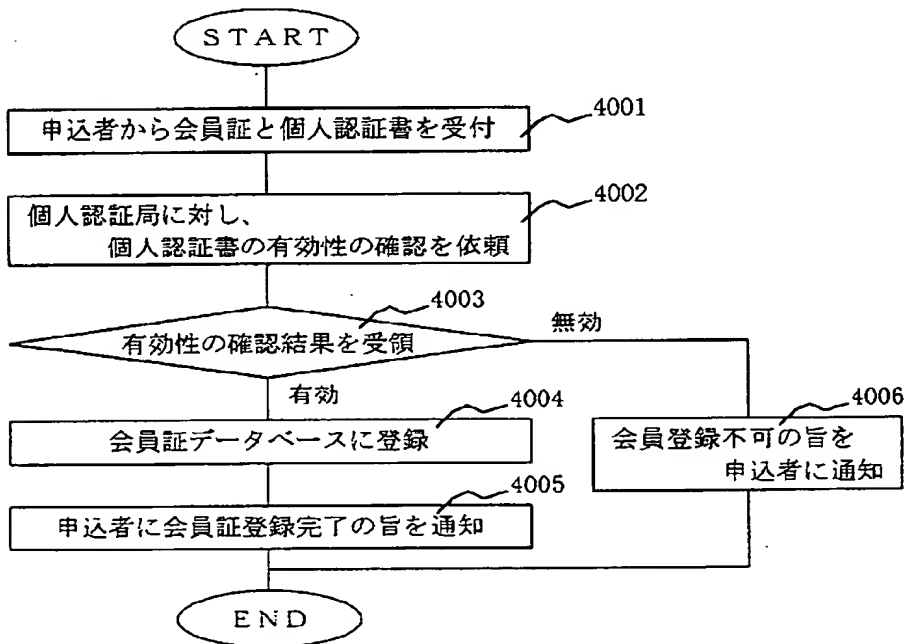 START
4001
申込者から会員証と個人認証書を受付
4002
個人認証局に対し、
個人認証書の有効性の確認を依頼
4003
有効性の確認結果を受領
無効
有効
4004
会員証データベースに登録
4006
会員登録不可の旨を
申込者に通知
4005
申込者に会員証登録完了の旨を通知
END